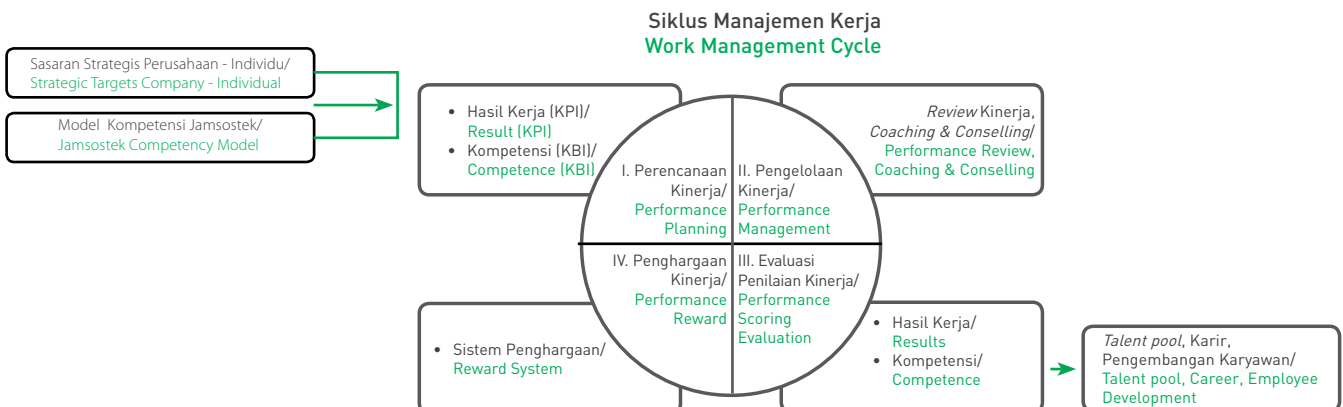 Siklus Manajemen Kerja
Work Management Cycle
Sasaran Strategis Perusahaan - Individu/
Strategic Targets Company - Individual
Model Kompetensi Jamsostek/
Jamsostek Competency Model
• Hasil Kerja (KPI)/
Result (KPI)
• Kompetensi (KBI)/
Competence (KBI)
I. Perencanaan
Kinerja/
Performance
Planning
II. Pengelolaan
Kinerja/
Performance
Management
Review Kinerja,
Coaching & Conselling/
Performance Review,
Coaching & Conselling
IV. Penghargaan
Kinerja/
Performance
Reward
III. Evaluasi
Penilaian Kinerja/
Performance
Scoring
Evaluation
• Sistem Penghargaan/
Reward System
• Hasil Kerja/
Results
• Kompetensi/
Competence
Talent pool, Karir,
Pengembangan Karyawan/
Talent pool, Career, Employee
Development